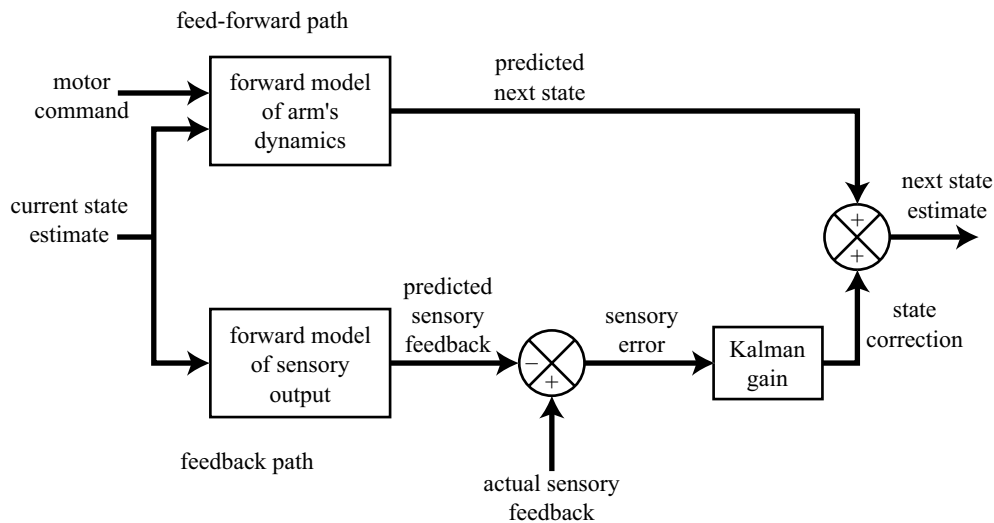 feed-forward path
motor
command
forward model
of arm's
dynamics
predicted
next state
current state
estimate
next state
estimate
+
+
forward model
of sensory
output
predicted
sensory
feedback
−
+
sensory
error
Kalman
gain
state
correction
feedback path
actual sensory
feedback